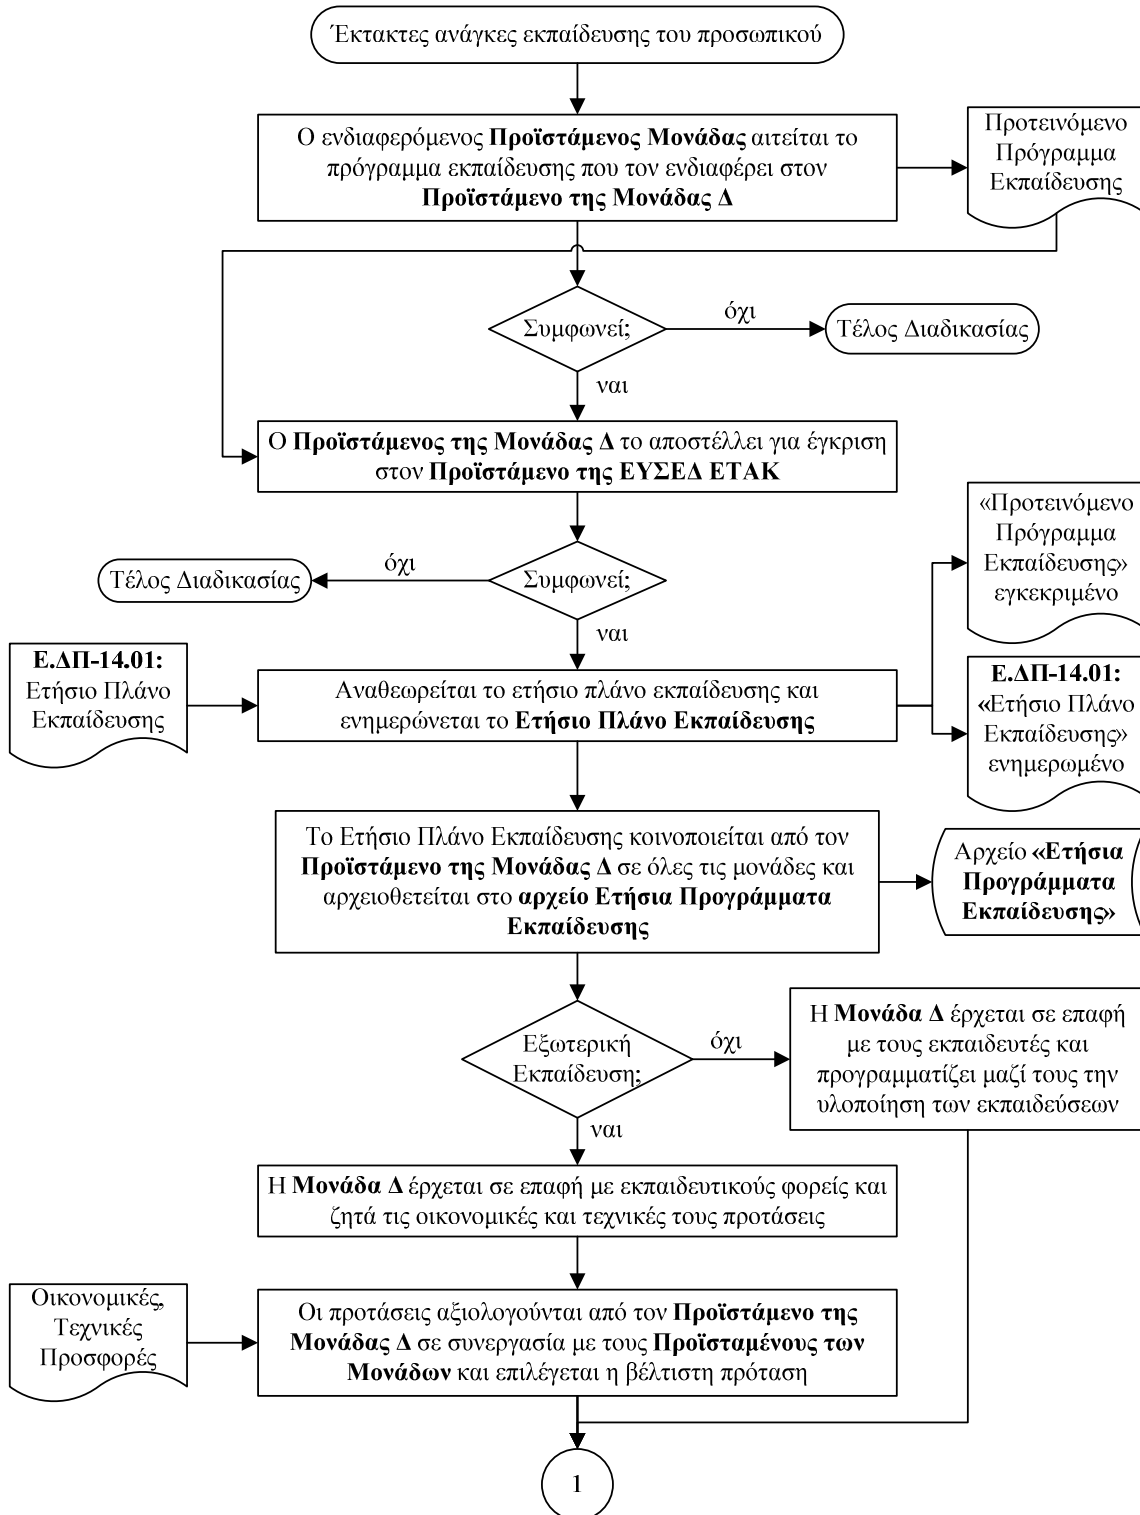 Έκτακτες ανάγκες εκπαίδευσης του προσωπικού
Ο ενδιαφερόμενος Προϊστάμενος Μονάδας αιτείται το
πρόγραμμα εκπαίδευσης που τον ενδιαφέρει στον
Προϊστάμενο της Μονάδας Δ
Προτεινόμενο
Πρόγραμμα
Εκπαίδευσης
Συμφωνεί;
όχι
Τέλος Διαδικασίας
ναι
Ο Προϊστάμενος της Μονάδας Δ το αποστέλλει για έγκριση
στον Προϊστάμενο της ΕΥΣΕΔ ΕΤΑΚ
Συμφωνεί;
όχι
Τέλος Διαδικασίας
ναι
«Προτεινόμενο
Πρόγραμμα
Εκπαίδευσης»
εγκεκριμένο
Ε.ΔΠ-14.01:
Ετήσιο Πλάνο
Εκπαίδευσης
Αναθεωρείται το ετήσιο πλάνο εκπαίδευσης και
ενημερώνεται το Ετήσιο Πλάνο Εκπαίδευσης
Ε.ΔΠ-14.01:
«Ετήσιο Πλάνο
Εκπαίδευσης»
ενημερωμένο
Το Ετήσιο Πλάνο Εκπαίδευσης κοινοποιείται από τον
Προϊστάμενο της Μονάδας Δ σε όλες τις μονάδες και
αρχειοθετείται στο αρχείο Ετήσια Προγράμματα
Εκπαίδευσης
Αρχείο «Ετήσια
Προγράμματα
Εκπαίδευσης»
Εξωτερική
Εκπαίδευση;
όχι
ναι
Η Μονάδα Δ έρχεται σε επαφή
με τους εκπαιδευτές και
προγραμματίζει μαζί τους την
υλοποίηση των εκπαιδεύσεων
Η Μονάδα Δ έρχεται σε επαφή με εκπαιδευτικούς φορείς και
ζητά τις οικονομικές και τεχνικές τους προτάσεις
Οικονομικές,
Τεχνικές
Προσφορές
Οι προτάσεις αξιολογούνται από τον Προϊστάμενο της
Μονάδας Δ σε συνεργασία με τους Προϊσταμένους των
Μονάδων και επιλέγεται η βέλτιστη πρόταση
1